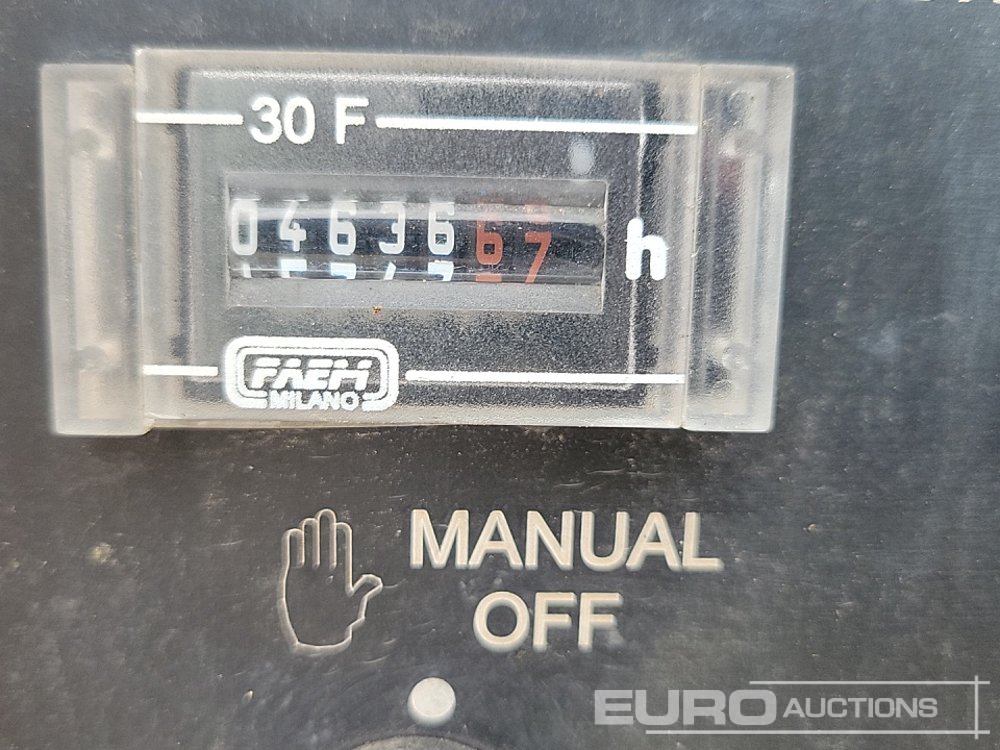 30 F
0463667 h
FAEM
MILANO
MANUAL
OFF
EURO AUCTIONS